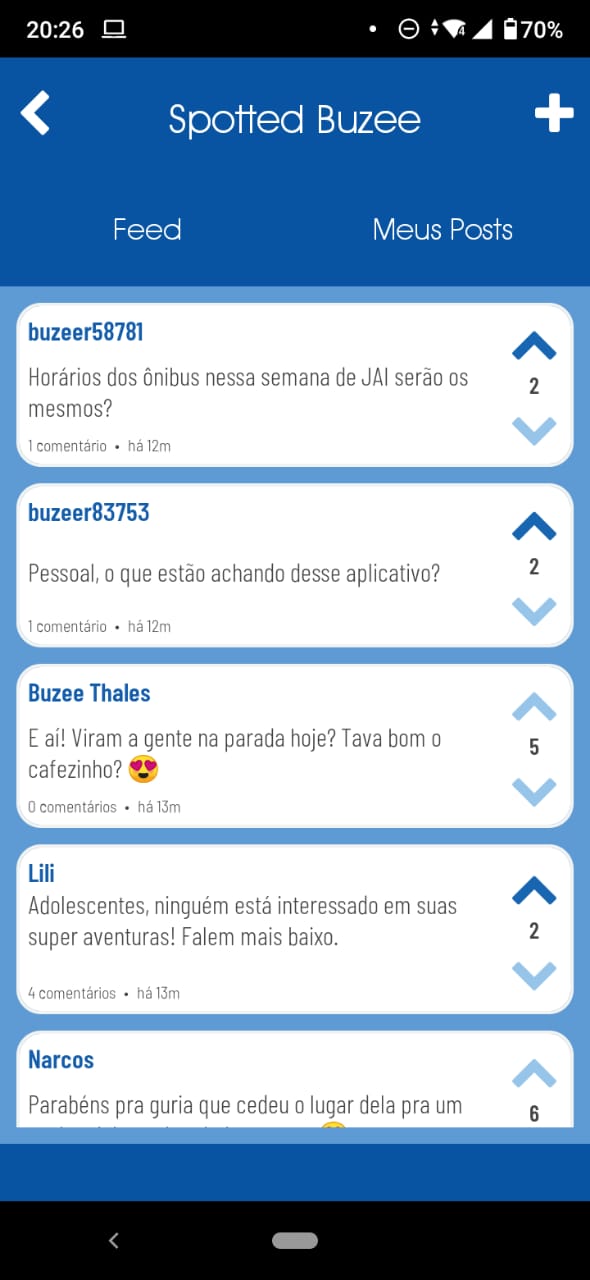 20:26
4
70%
Spotted Buzee
Feed
Meus Posts
buzeer58781
Horários dos ônibus nessa semana de JAI serão os
mesmos?
1 comentário • há 12m
2
buzeer83753
Pessoal, o que estão achando desse aplicativo?
1 comentário • há 12m
2
Buzee Thales
E aí! Viram a gente na parada hoje? Tava bom o
cafezinho? 😍
0 comentários • há 13m
5
Lili
Adolescentes, ninguém está interessado em suas
super aventuras! Falem mais baixo.
4 comentários • há 13m
2
Narcos
Parabéns pra guria que cedeu o lugar dela pra um
6